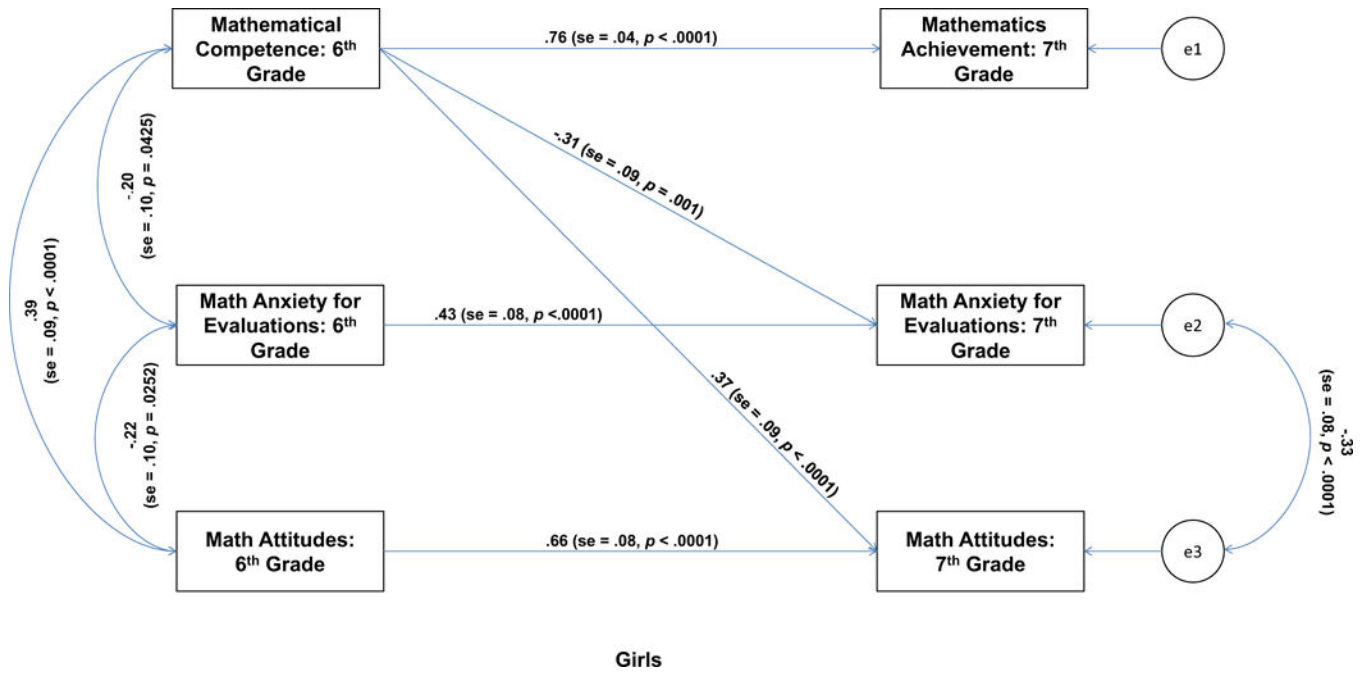 Mathematical
Competence: 6th
Grade
.76 (se = .04, p < .0001)
Mathematics
Achievement: 7th
Grade
e1
-.20
(se = .10, p = .0425)
-.31 (se = .09, p = .001)
.39
(se = .09, p < .0001)
Math Anxiety for
Evaluations: 6th
Grade
.43 (se = .08, p <.0001)
Math Anxiety for
Evaluations: 7th
Grade
e2
-.22
(se = .10, p = .0252)
.37 (se = .09, p < .0001)
-.33
(se = .08, p < .0001)
Math Attitudes:
6th Grade
.66 (se = .08, p < .0001)
Math Attitudes:
7th Grade
e3
Girls